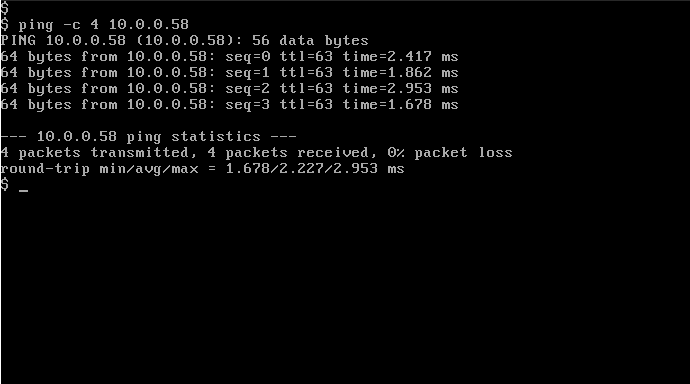 $
$ ping -c 4 10.0.0.58
PING 10.0.0.58 (10.0.0.58): 56 data bytes
64 bytes from 10.0.0.58: seq=0 ttl=63 time=2.417 ms
64 bytes from 10.0.0.58: seq=1 ttl=63 time=1.862 ms
64 bytes from 10.0.0.58: seq=2 ttl=63 time=2.953 ms
64 bytes from 10.0.0.58: seq=3 ttl=63 time=1.678 ms
--- 10.0.0.58 ping statistics ---
4 packets transmitted, 4 packets received, 0% packet loss
round-trip min/avg/max = 1.678/2.227/2.953 ms
$ _